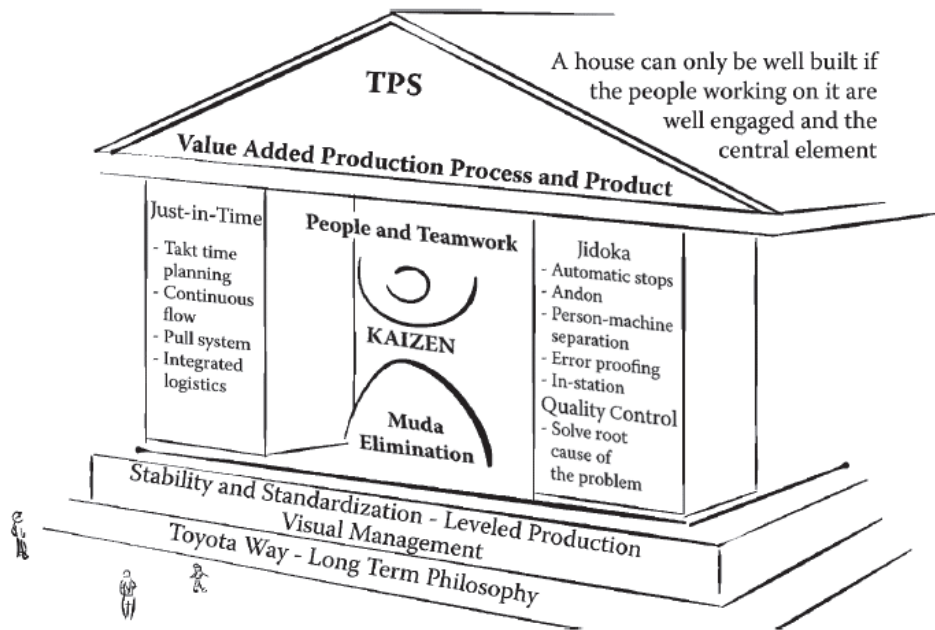 TPS
A house can only be well built if
the people working on it are
well engaged and the
central element
Value Added Production Process and Product
Just-in-Time
- Takt time
planning
- Continuous
flow
- Pull system
- Integrated
logistics
People and Teamwork
KAIZEN
Muda
Elimination
Jidoka
- Automatic stops
- Andon
- Person-machine
separation
- Error proofing
- In-station
Quality Control
- Solve root
cause of
the problem
Stability and Standardization - Leveled Production
Visual Management
Toyota Way - Long Term Philosophy